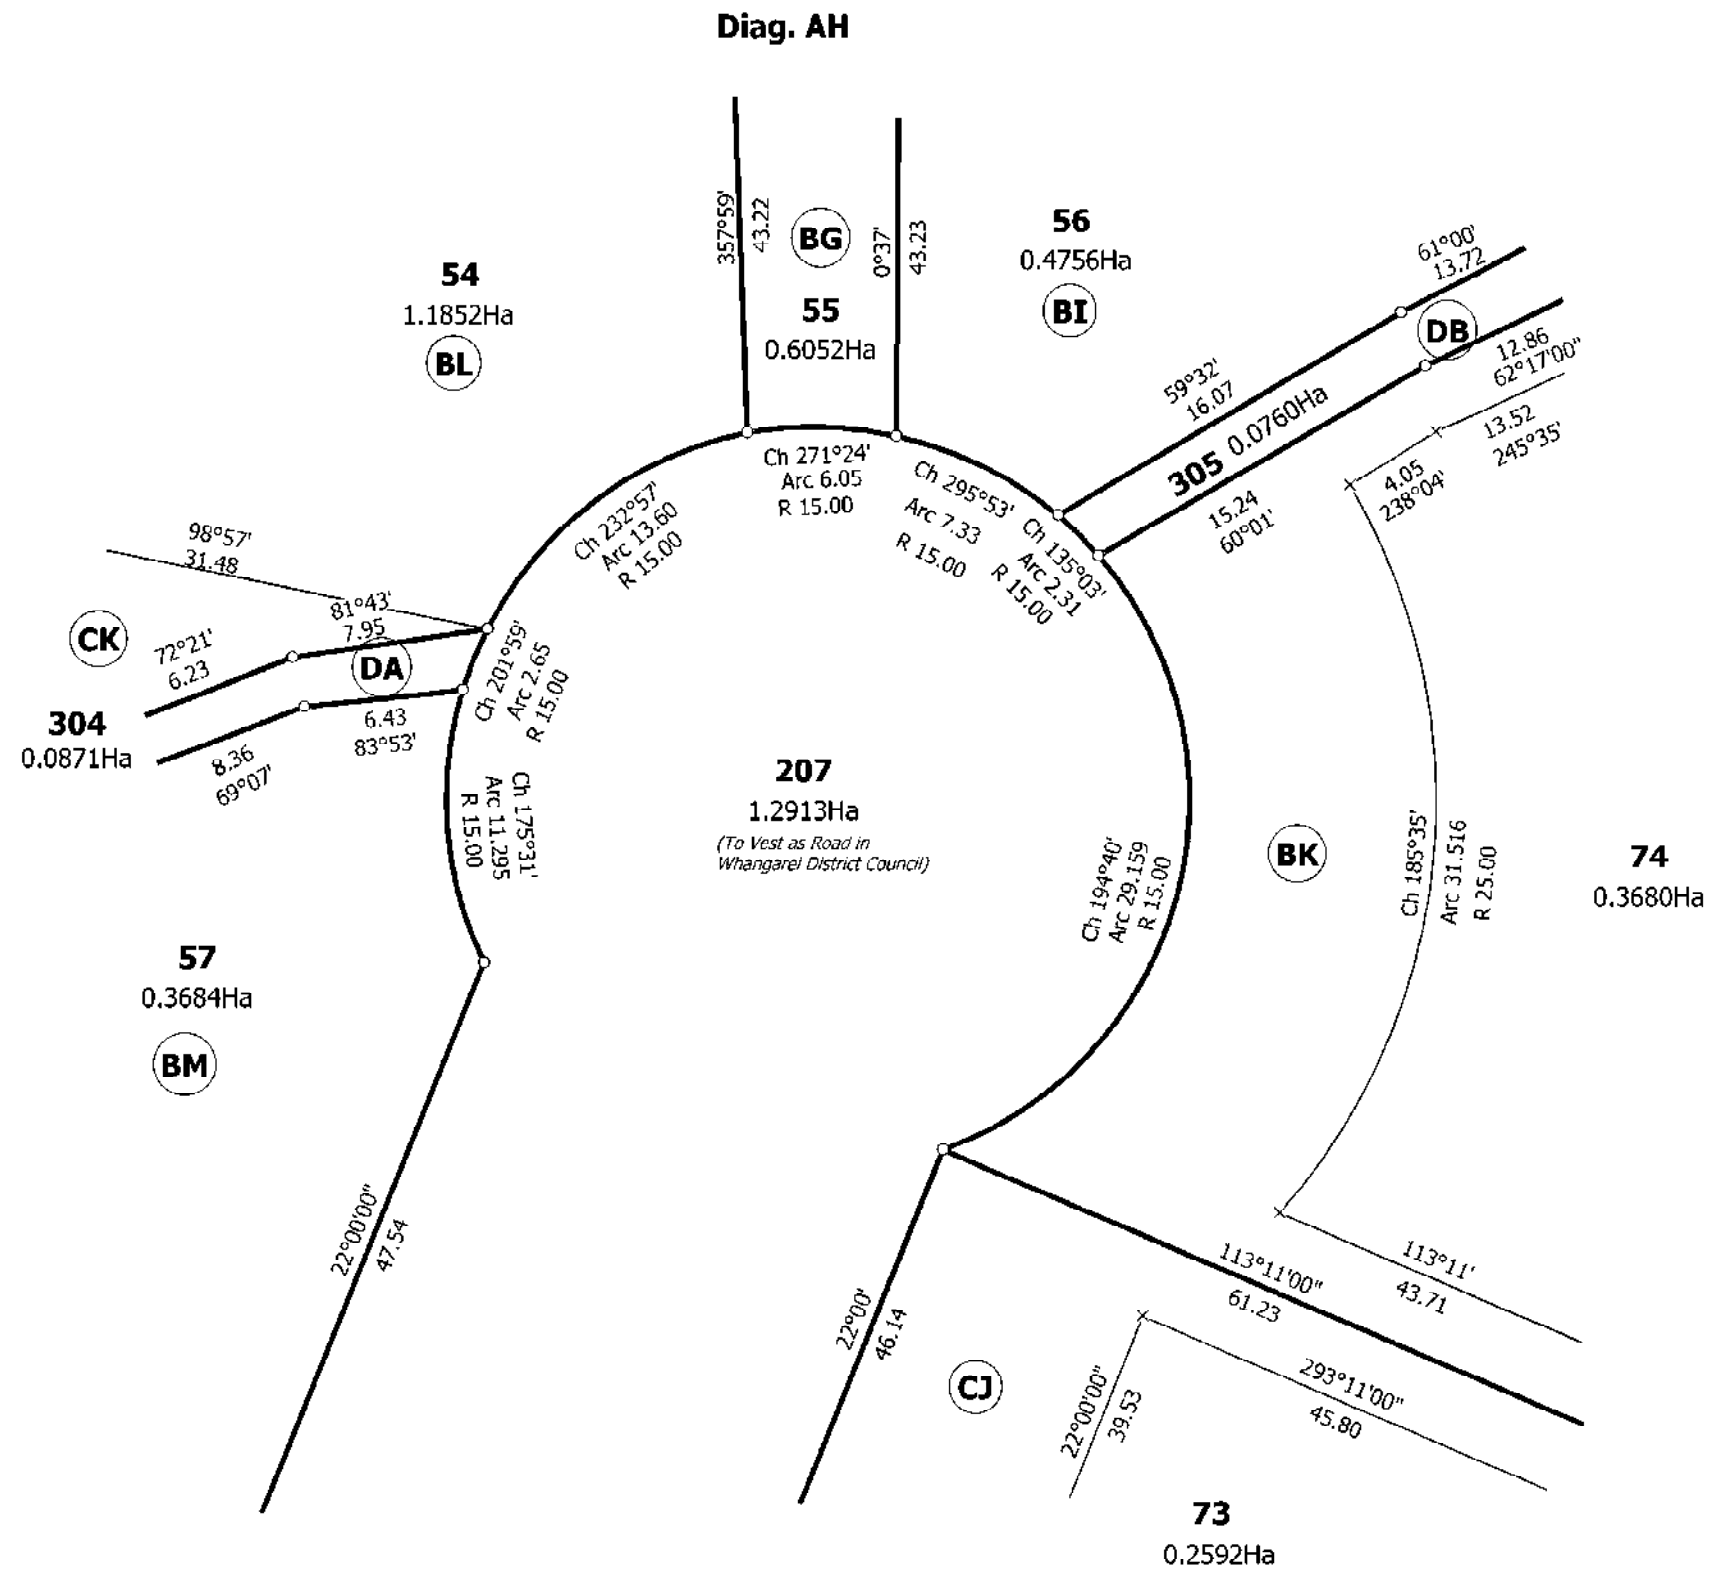 Diag. AH
357°59'
43.22
BG
55
0.6052Ha
0°37'
43.23
56
0.4756Ha
BI
61°00'
13.72
DB
12.86
62°17'00"
59°32'
16.07
305 0.0760Ha
15.24
60°01'
13.52
245°35'
4.05
238°04'
54
1.1852Ha
BL
Ch 271°24'
Arc 6.05
R 15.00
Ch 295°53'
Arc 7.33
R 15.00
Ch 135°03'
Arc 2.31
R 15.00
Ch 232°57'
Arc 13.60
R 15.00
98°57'
31.48
81°43'
7.95
CK
72°21'
6.23
DA
304
0.0871Ha
6.43
83°53'
8.36
69°07'
Ch 201°59'
Arc 2.65
R 15.00
Ch 175°31'
Arc 11.295
R 15.00
207
1.2913Ha
(To Vest as Road in
Whangarei District Council)
Ch 194°40'
Arc 29.159
R 15.00
BK
Ch 185°35'
Arc 31.516
R 25.00
74
0.3680Ha
57
0.3684Ha
BM
22°00'00"
47.54
22°00'
46.14
113°11'00"
61.23
113°11'
43.71
CJ
22°00'00"
39.53
293°11'00"
45.80
73
0.2592Ha